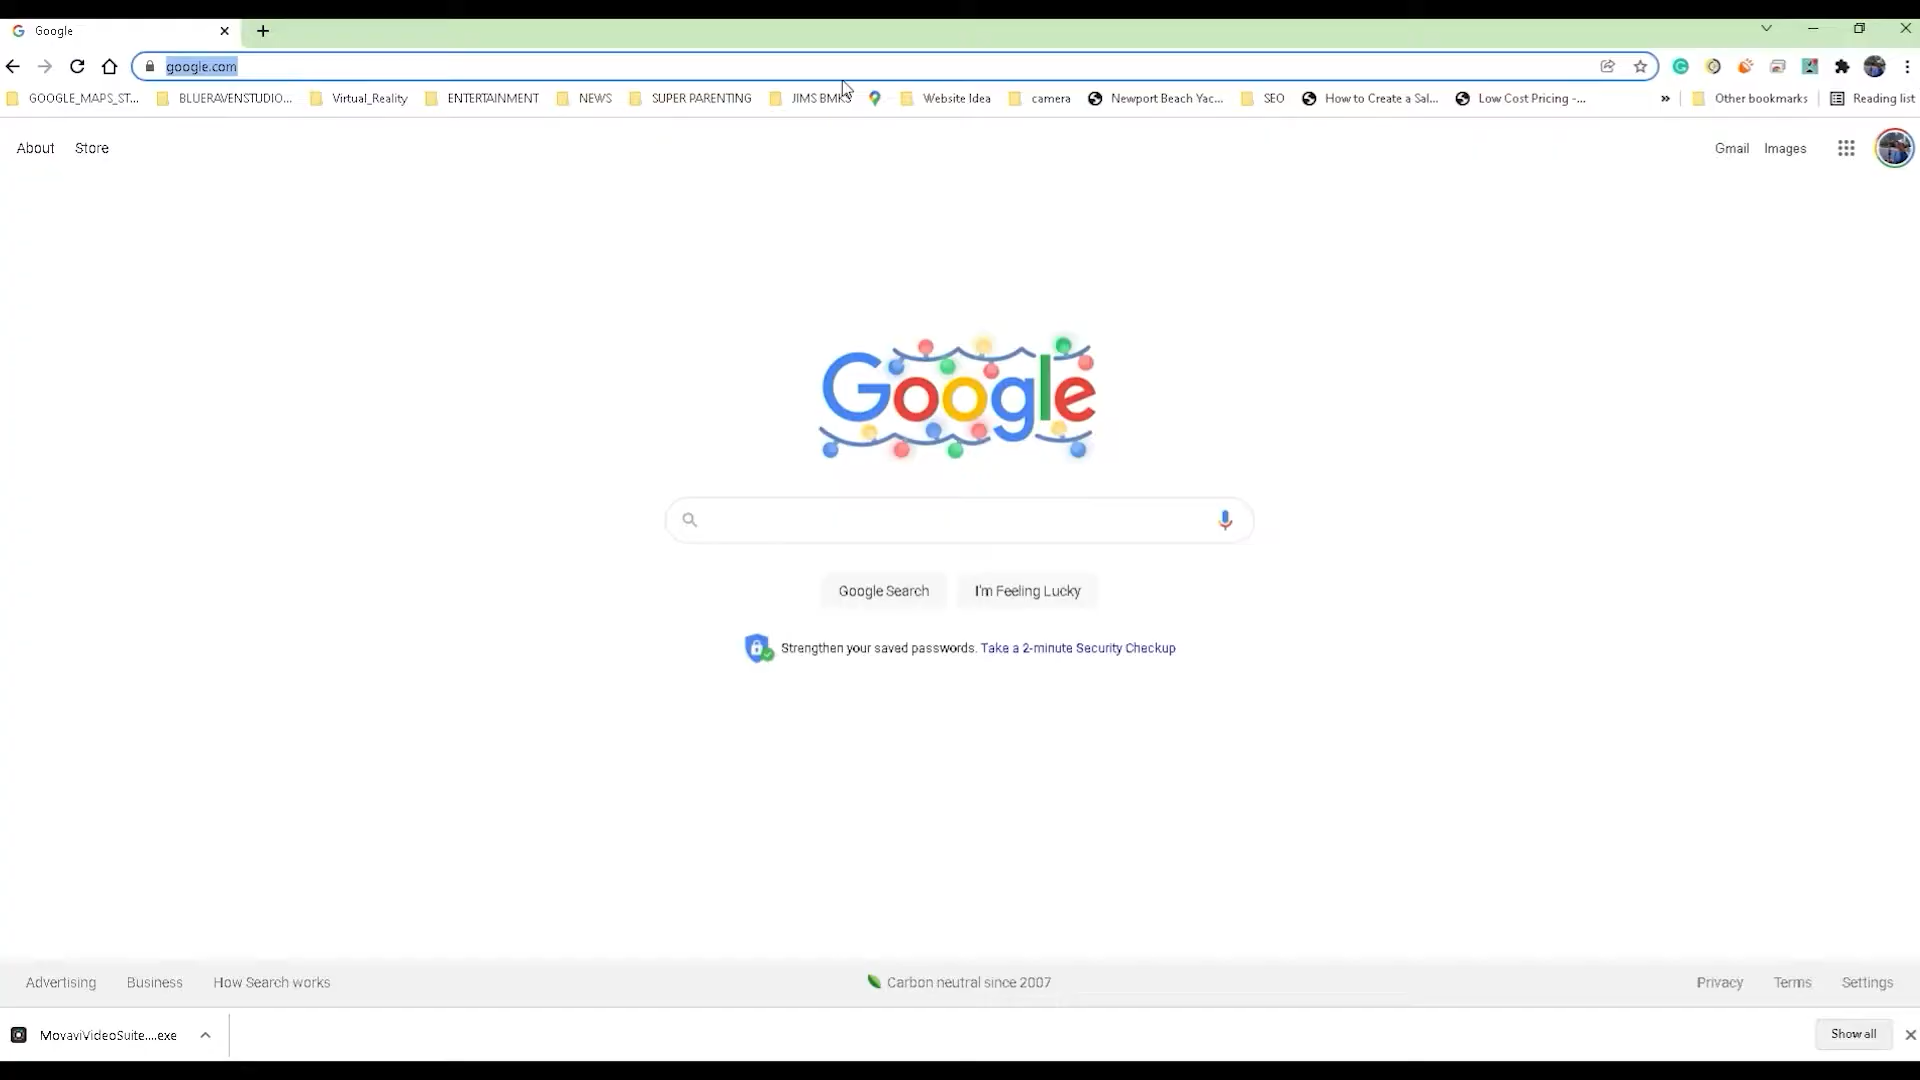 Google
google.com
GOOGLE_MAPS_ST... BLUERAVENSTUDIO... Virtual_Reality ENTERTAINMENT NEWS SUPER PARENTING JIMS BMKS Website Idea camera Newport Beach Yac... SEO How to Create a Sal... Low Cost Pricing -... » Other bookmarks Reading list
About Store Gmail Images
Google
Google Search I'm Feeling Lucky
Strengthen your saved passwords. Take a 2-minute Security Checkup
Advertising Business How Search works Carbon neutral since 2007 Privacy Terms Settings
MovaviVideoSuite....exe Show all